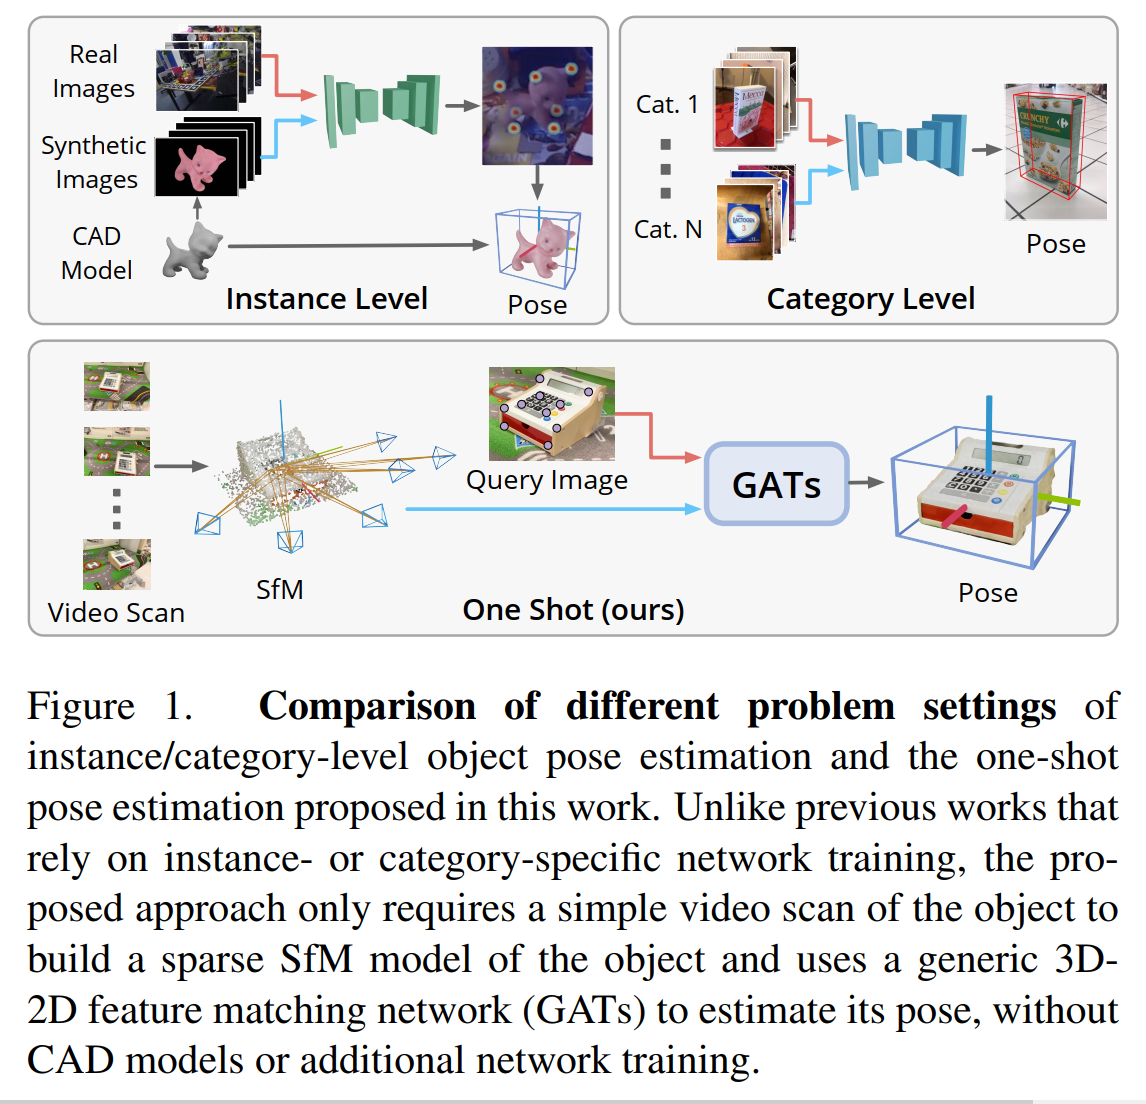 Real
Images
Synthetic
Images
CAD
Model
Instance Level
Pose
Cat. 1
Cat. N
CRUNCHY
LACTOGEN
3
Pose
Category Level
Video Scan
SfM
Query Image
GATs
Pose
One Shot (ours)
Figure 1. Comparison of different problem settings of
instance/category-level object pose estimation and the one-shot
pose estimation proposed in this work. Unlike previous works that
rely on instance- or category-specific network training, the pro-
posed approach only requires a simple video scan of the object to
build a sparse SfM model of the object and uses a generic 3D-
2D feature matching network (GATs) to estimate its pose, without
CAD models or additional network training.